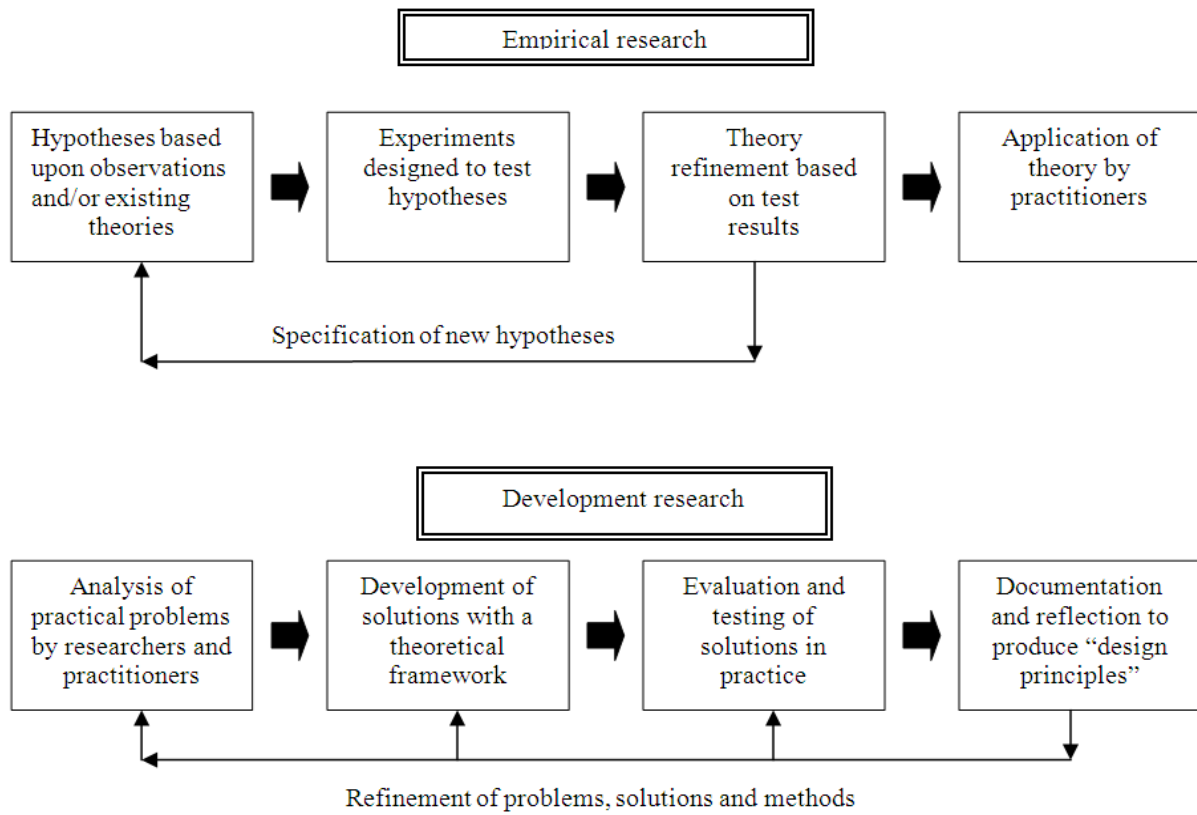 Empirical research
Hypotheses based
upon observations
and/or existing
theories
Experiments
designed to test
hypotheses
Theory
refinement based
on test
results
Application of
theory by
practitioners
Specification of new hypotheses
Development research
Analysis of
practical problems
by researchers and
practitioners
Development of
solutions with a
theoretical
framework
Evaluation and
testing of
solutions in
practice
Documentation
and reflection to
produce “design
principles”
Refinement of problems, solutions and methods